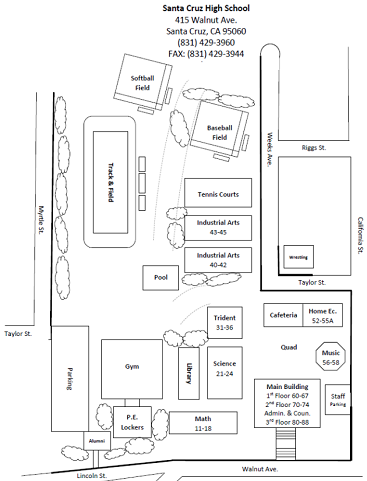 Santa Cruz High School
415 Walnut Ave.
Santa Cruz, CA 95060
(831) 429-3960
FAX: (831) 429-3944
Softball
Field
Baseball
Field
Weeks Ave.
Riggs St.
Track & Field
Tennis Courts
Myrtle St.
California St.
Industrial Arts
43-45
Industrial Arts
40-42
Wrestling
Pool
Taylor St.
Taylor St.
Trident
31-36
Cafeteria
Home Ec.
52-55A
Quad
Music
56-58
Parking
Gym
Library
Science
21-24
Main Building
1st Floor 60-67
2nd Floor 70-74
Admin. & Coun.
3rd Floor 80-88
Staff
Parking
P.E.
Lockers
Math
11-18
Alumni
Walnut Ave.
Lincoln St.